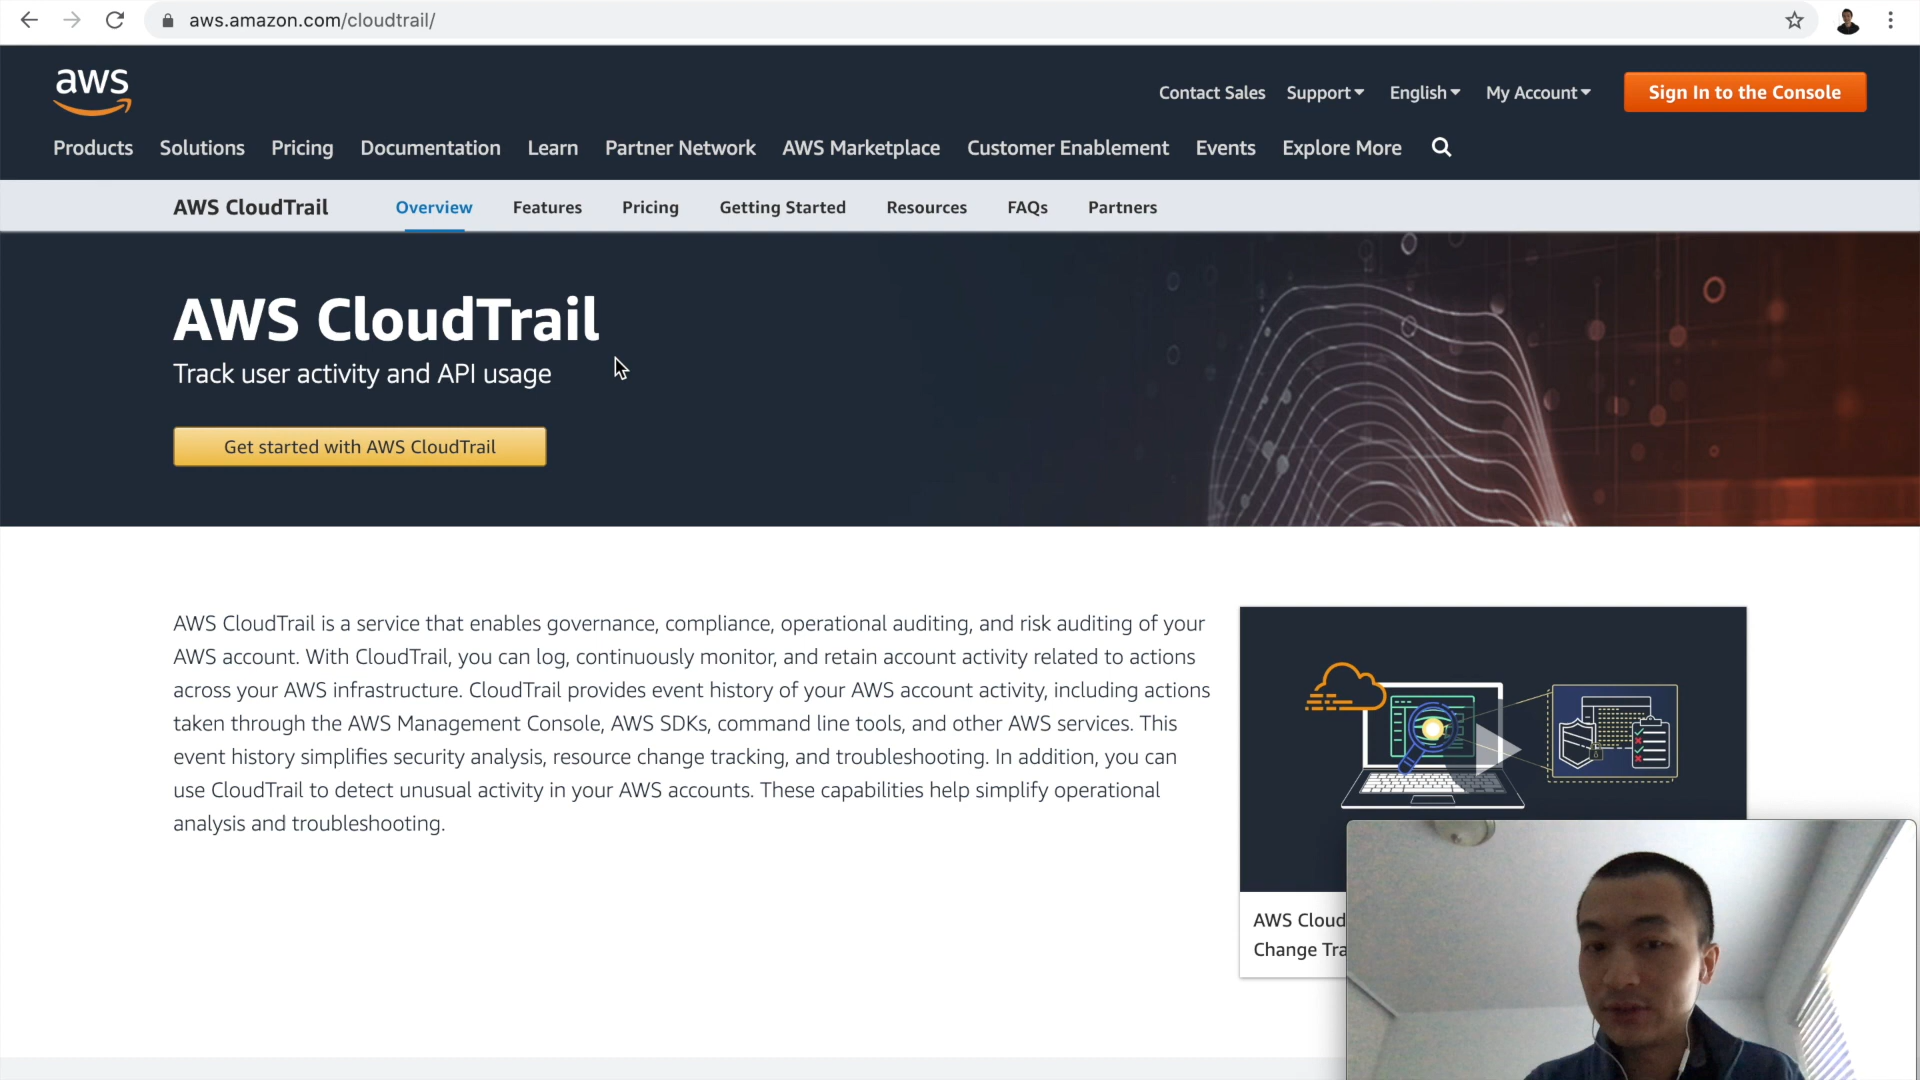 aws.amazon.com/cloudtrail/
aws
Contact Sales Support English My Account Sign In to the Console
Products Solutions Pricing Documentation Learn Partner Network AWS Marketplace Customer Enablement Events Explore More
AWS CloudTrail Overview Features Pricing Getting Started Resources FAQs Partners
AWS CloudTrail
Track user activity and API usage
Get started with AWS CloudTrail
AWS CloudTrail is a service that enables governance, compliance, operational auditing, and risk auditing of your
AWS account. With CloudTrail, you can log, continuously monitor, and retain account activity related to actions
across your AWS infrastructure. CloudTrail provides event history of your AWS account activity, including actions
taken through the AWS Management Console, AWS SDKs, command line tools, and other AWS services. This
event history simplifies security analysis, resource change tracking, and troubleshooting. In addition, you can
use CloudTrail to detect unusual activity in your AWS accounts. These capabilities help simplify operational
analysis and troubleshooting.
AWS Cloud
Change Tra